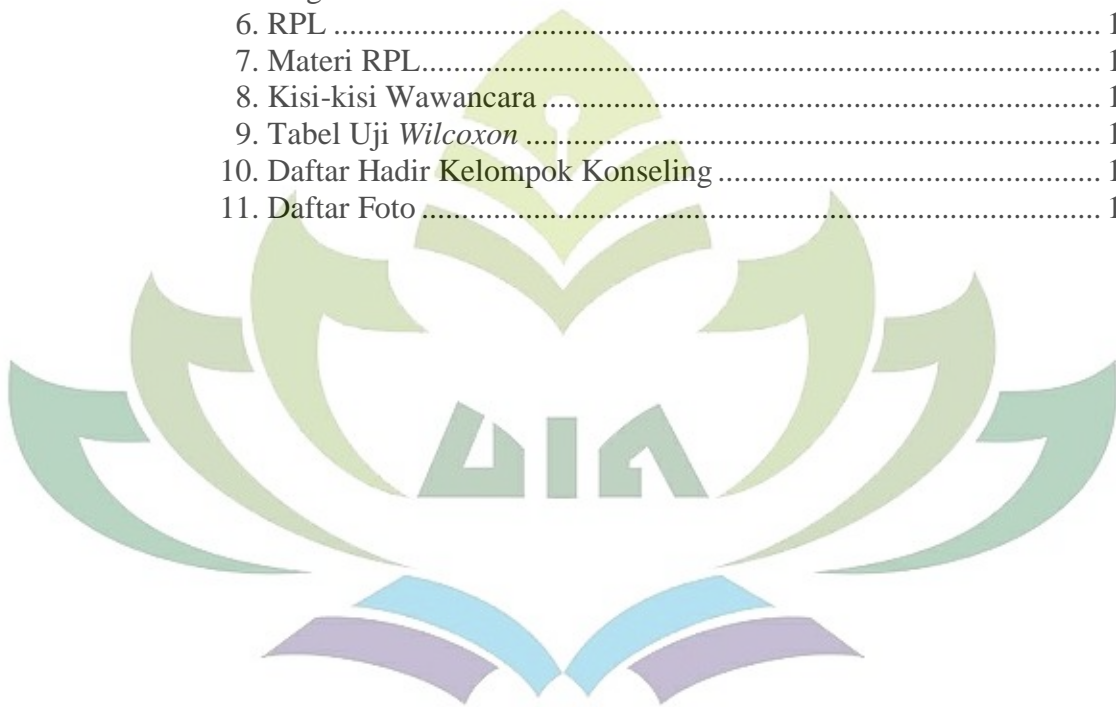 6. RPL ........................................................................................................ 1
7. Materi RPL............................................................................................. 1
8. Kisi-kisi Wawancara .............................................................................. 1
9. Tabel Uji Wilcoxon ................................................................................ 1
10. Daftar Hadir Kelompok Konseling ........................................................ 1
11. Daftar Foto ............................................................................................. 1
UIN